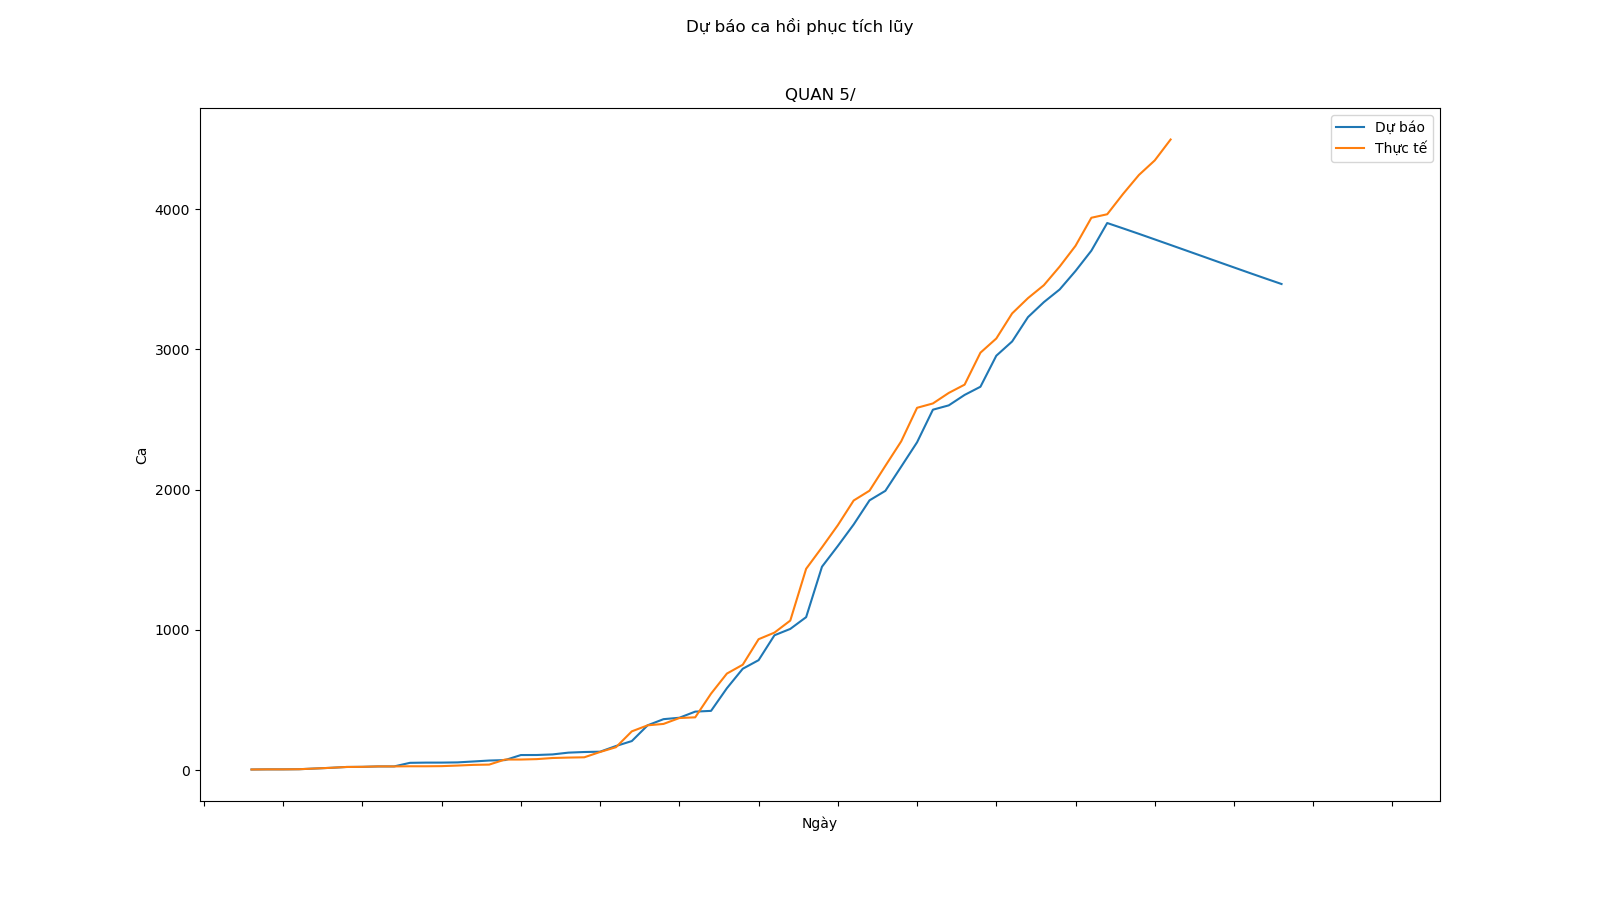 Dự báo ca hồi phục tích lũy
QUAN 5/
Dự báo
Thực tế
4000
3000
2000
1000
0
Ca
Ngày